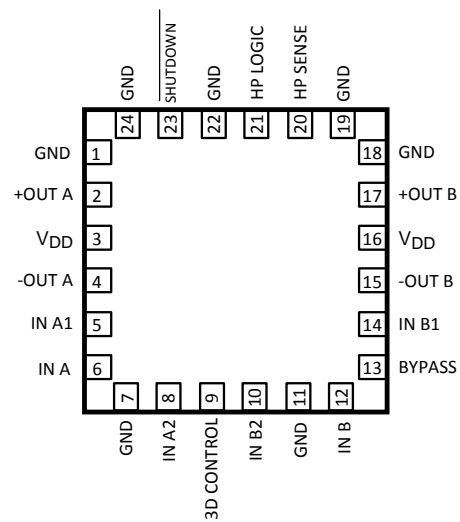 GND
SHUTDOWN
GND
HP LOGIC
HP SENSE
GND
24
23
22
21
20
19
GND 1
18 GND
+OUT A 2
17 +OUT B
VDD 3
16 VDD
-OUT A 4
15 -OUT B
IN A1 5
14 IN B1
IN A 6
13 BYPASS
7
8
9
10
11
12
GND
IN A2
3D CONTROL
IN B2
GND
IN B